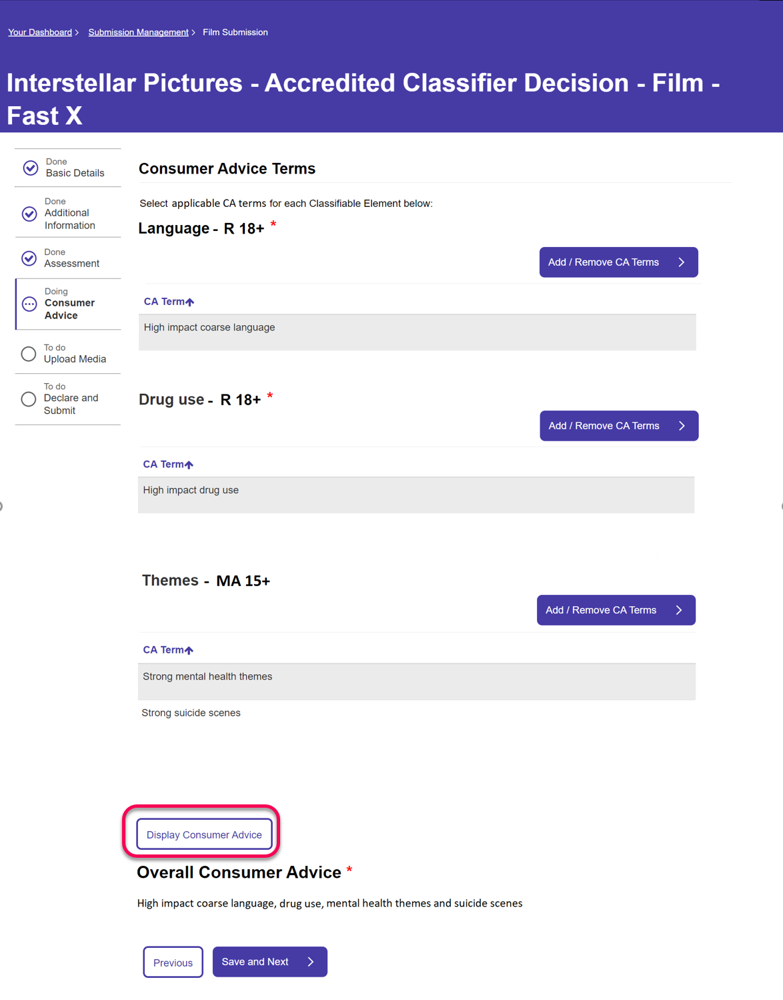 Your Dashboard > Submission Management > Film Submission
Interstellar Pictures - Accredited Classifier Decision - Film -
Fast X
Done
Basic Details
Done
Additional
Information
Done
Assessment
Doing
Consumer
Advice
To do
Upload Media
To do
Declare and
Submit
Consumer Advice Terms
Select applicable CA terms for each Classifiable Element below:
Language - R 18+ *
Add / Remove CA Terms
CA Term
High impact coarse language
Drug use - R 18+ *
Add / Remove CA Terms
CA Term
High impact drug use
Themes - MA 15+
Add / Remove CA Terms
CA Term
Strong mental health themes
Strong suicide scenes
Display Consumer Advice
Overall Consumer Advice *
High impact coarse language, drug use, mental health themes and suicide scenes
Previous
Save and Next